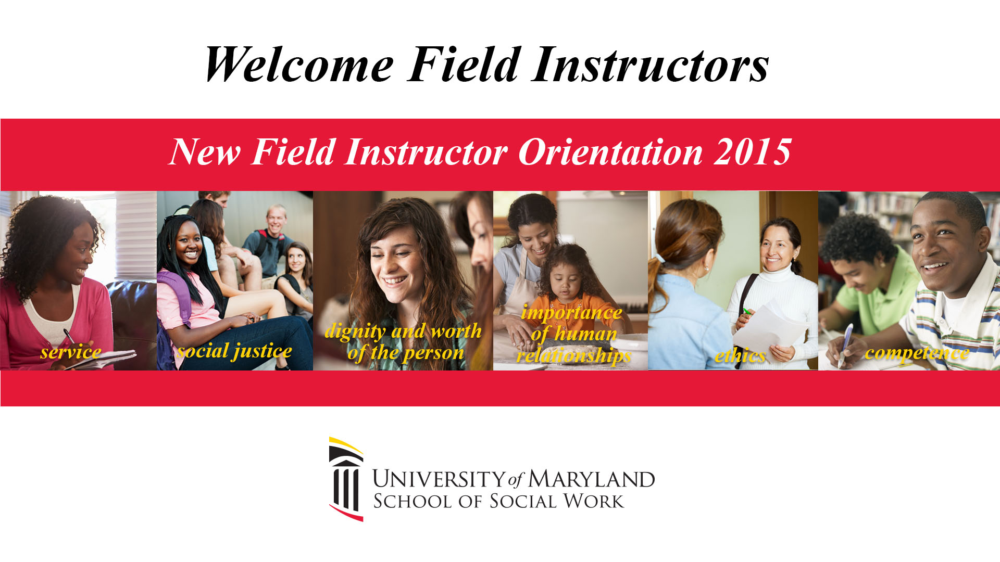 Welcome Field Instructors
New Field Instructor Orientation 2015
service
social justice
dignity and worth
of the person
importance
of human
relationships
ethics
competence
UNIVERSITY of MARYLAND
SCHOOL OF SOCIAL WORK